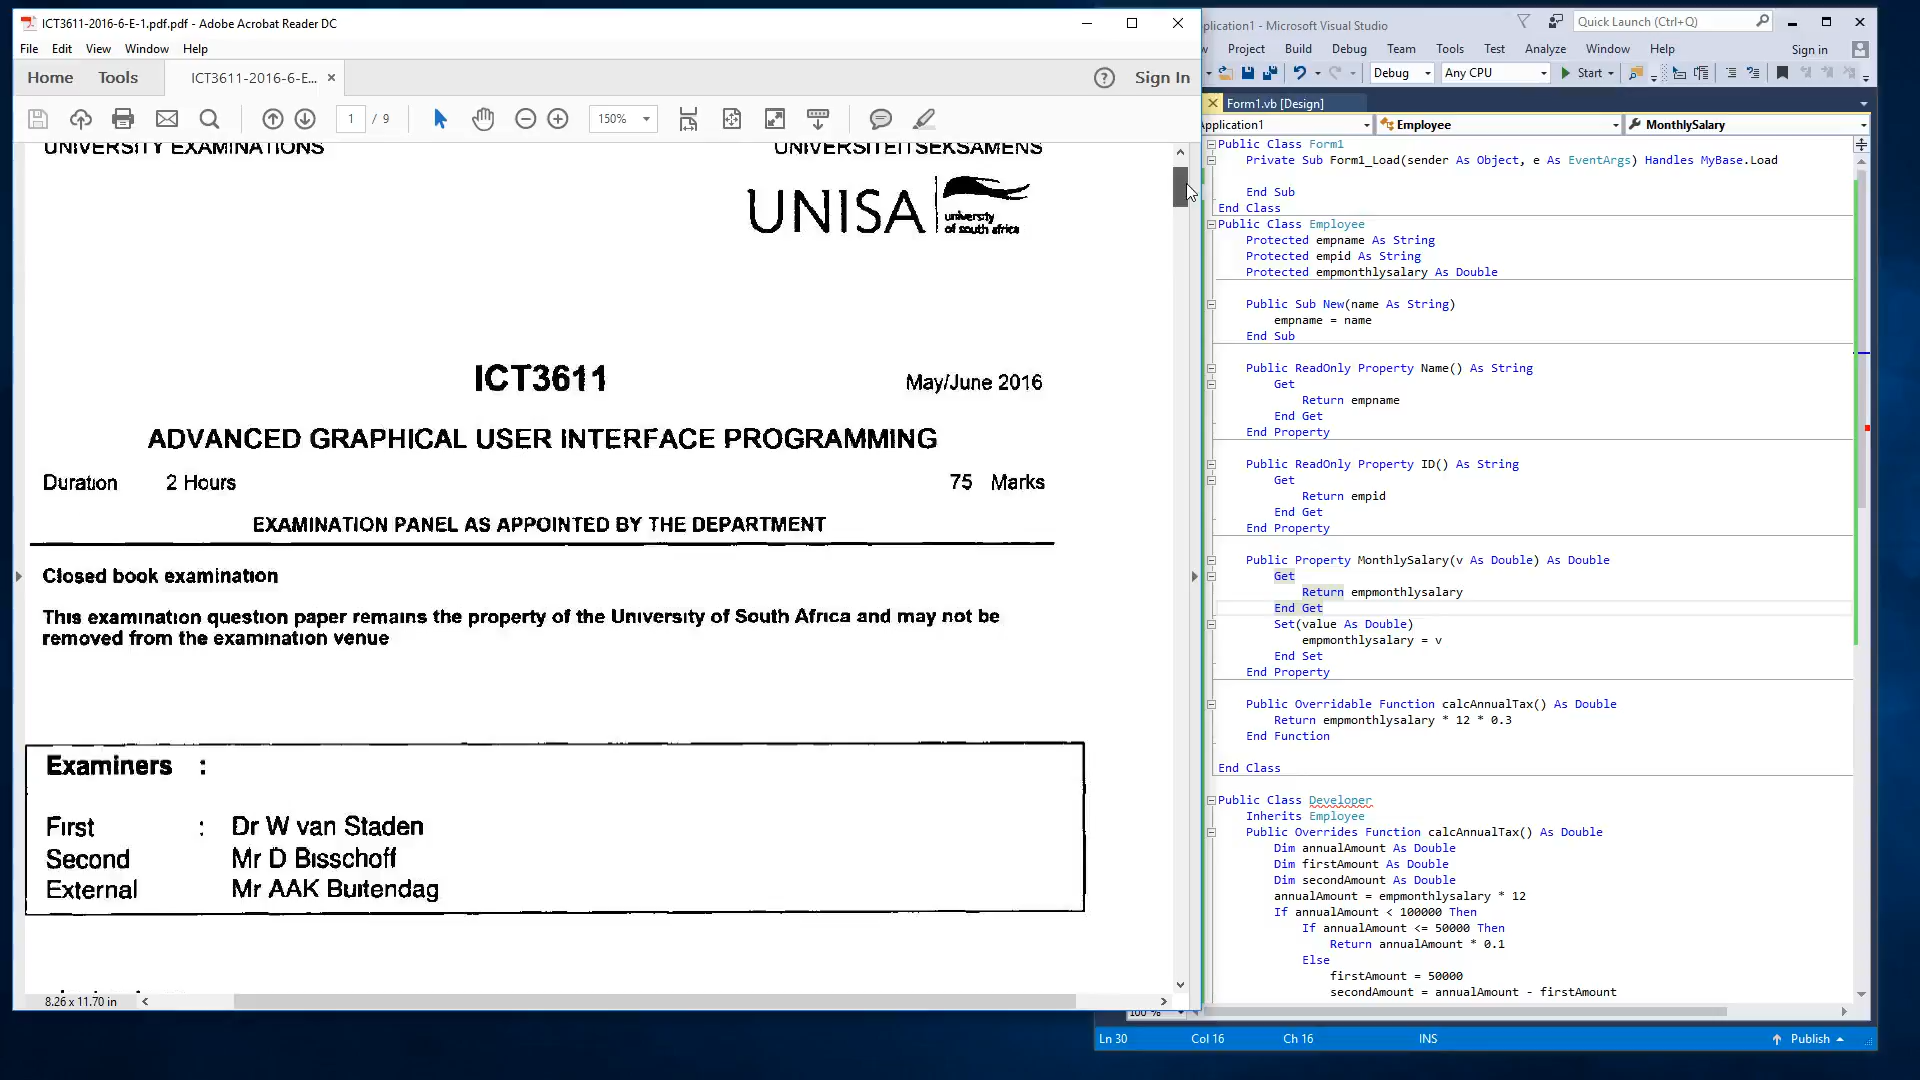 ICT3611-2016-6-E-1.pdf.pdf - Adobe Acrobat Reader DC
File Edit View Window Help
Home Tools ICT3611-2016-6-E... × Sign In
1 / 9 150%
UNIVERSITY EXAMINATIONS UNIVERSITEITSEKSAMENS
UNISA university of south africa
ICT3611 May/June 2016
ADVANCED GRAPHICAL USER INTERFACE PROGRAMMING
Duration 2 Hours 75 Marks
EXAMINATION PANEL AS APPOINTED BY THE DEPARTMENT
Closed book examination
This examination question paper remains the property of the University of South Africa and may not be
removed from the examination venue
Examiners :
First : Dr W van Staden
Second Mr D Bisschoff
External Mr AAK Buitendag
8.26 x 11.70 in
pplication1 - Microsoft Visual Studio Quick Launch (Ctrl+Q)
w Project Build Debug Team Tools Test Analyze Window Help Sign in
Debug Any CPU Start
Form1.vb [Design]
pplication1 Employee MonthlySalary
Public Class Form1
Private Sub Form1_Load(sender As Object, e As EventArgs) Handles MyBase.Load
End Sub
End Class
Public Class Employee
Protected empname As String
Protected empid As String
Protected empmonthlysalary As Double
Public Sub New(name As String)
empname = name
End Sub
Public ReadOnly Property Name() As String
Get
Return empname
End Get
End Property
Public ReadOnly Property ID() As String
Get
Return empid
End Get
End Property
Public Property MonthlySalary(v As Double) As Double
Get
Return empmonthlysalary
End Get
Set(value As Double)
empmonthlysalary = v
End Set
End Property
Public Overridable Function calcAnnualTax() As Double
Return empmonthlysalary * 12 * 0.3
End Function
End Class
Public Class Developer
Inherits Employee
Public Overrides Function calcAnnualTax() As Double
Dim annualAmount As Double
Dim firstAmount As Double
Dim secondAmount As Double
annualAmount = empmonthlysalary * 12
If annualAmount < 100000 Then
If annualAmount <= 50000 Then
Return annualAmount * 0.1
Else
firstAmount = 50000
secondAmount = annualAmount - firstAmount
100 %
Ln 30 Col 16 Ch 16 INS Publish